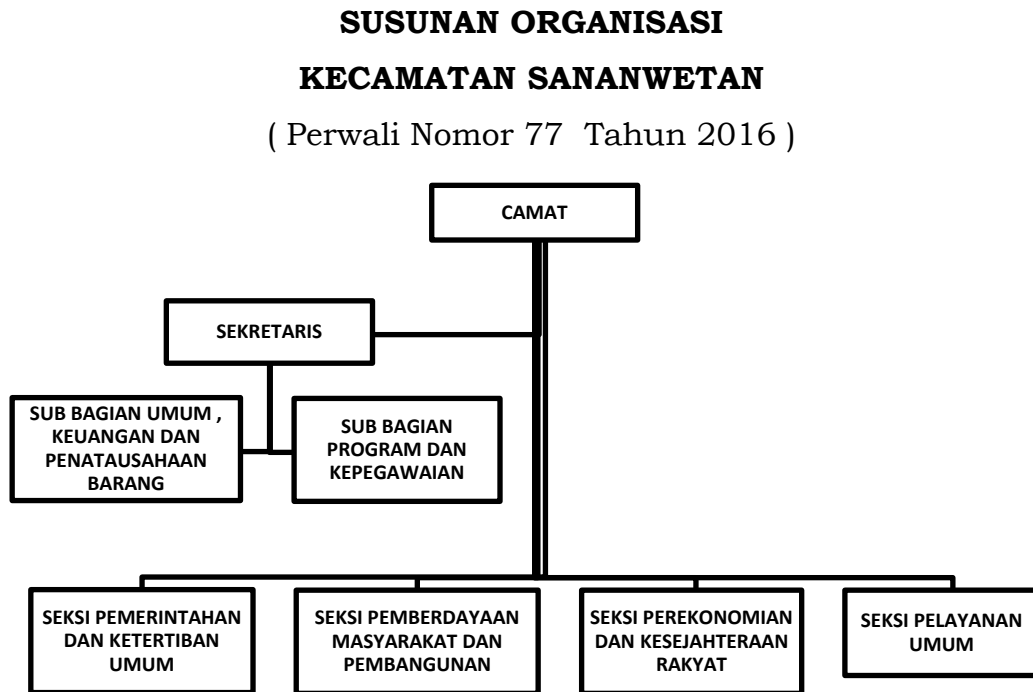 SUSUNAN ORGANISASI
KECAMATAN SANANWETAN
( Perwali Nomor 77 Tahun 2016 )
CAMAT
SEKRETARIS
SUB BAGIAN UMUM ,
KEUANGAN DAN
PENATAUSAHAAN
BARANG
SUB BAGIAN
PROGRAM DAN
KEPEGAWAIAN
SEKSI PEMERINTAHAN
DAN KETERTIBAN
UMUM
SEKSI PEMBERDAYAAN
MASYARAKAT DAN
PEMBANGUNAN
SEKSI PEREKONOMIAN
DAN KESEJAHTERAAN
RAKYAT
SEKSI PELAYANAN
UMUM